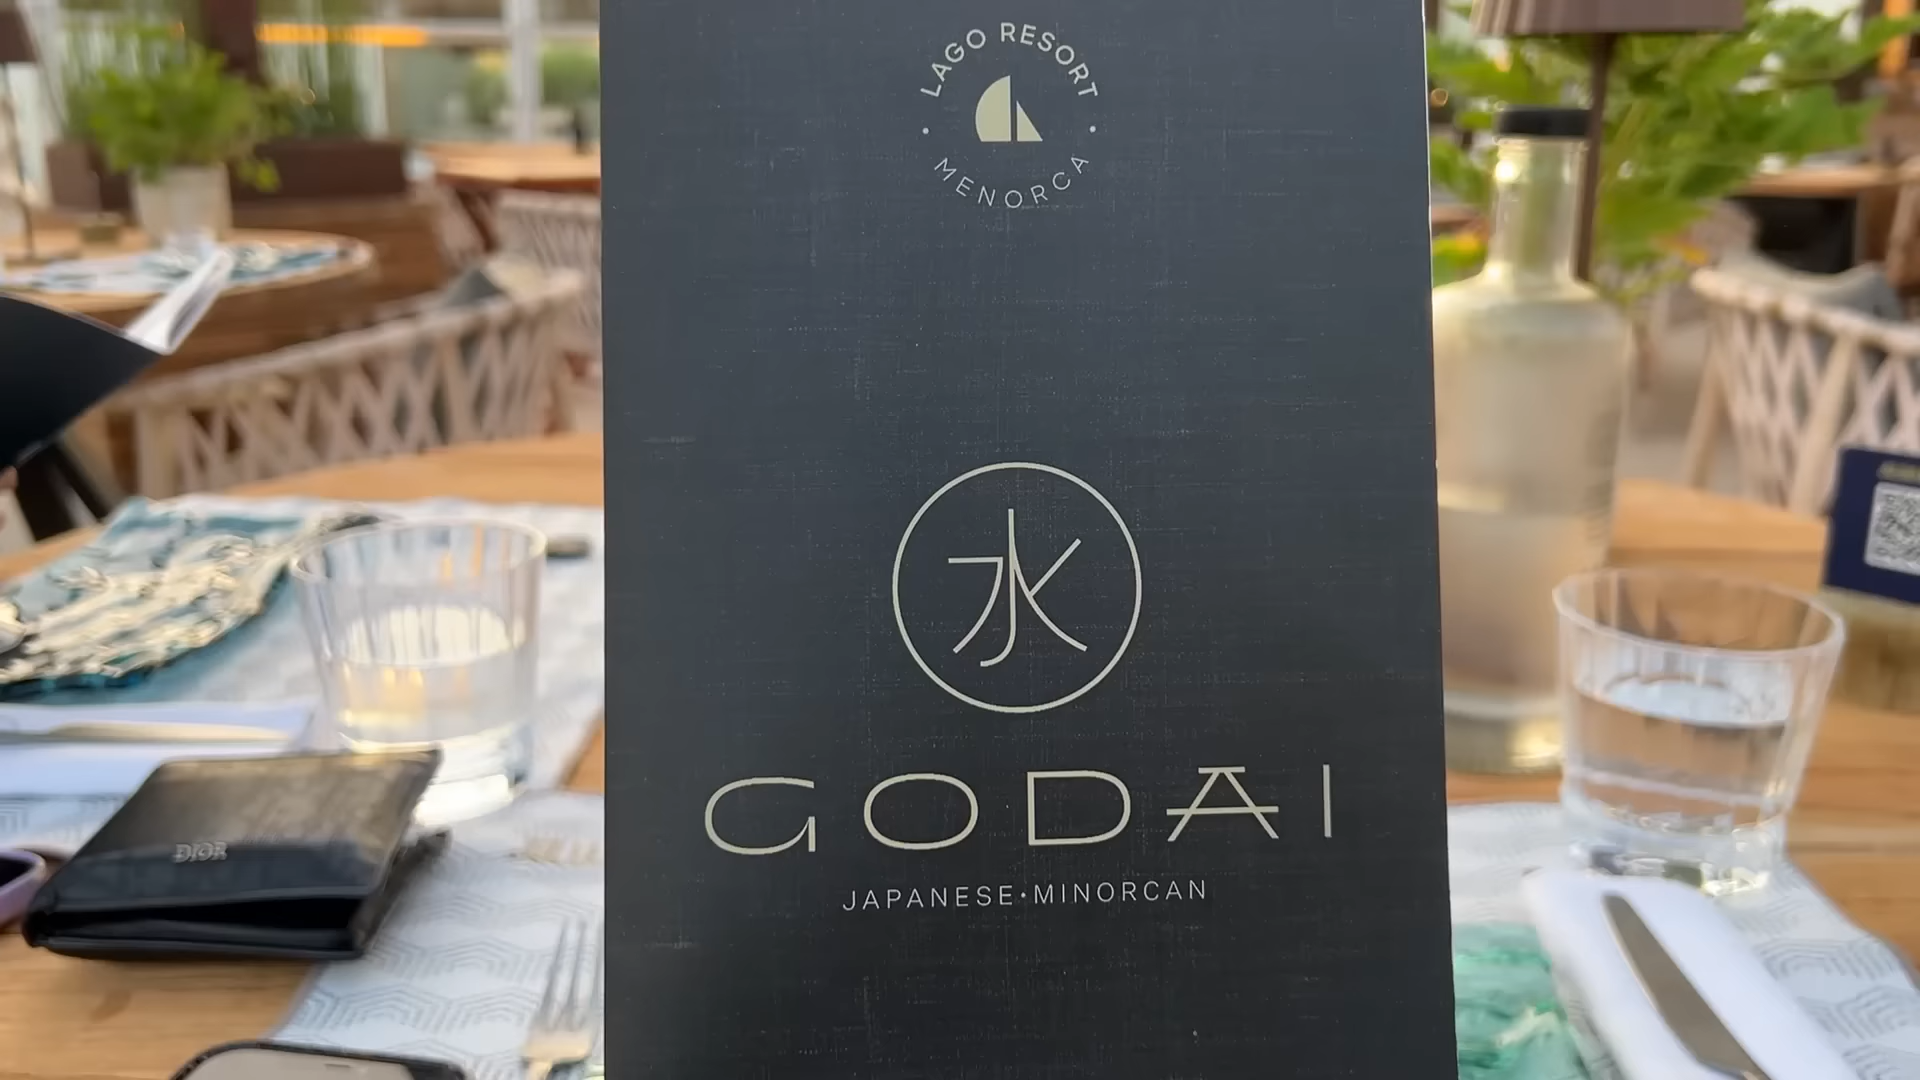 LAGO RESORT
MENORCA
水
GODAI
JAPANESE•MINORCAN
DIOR